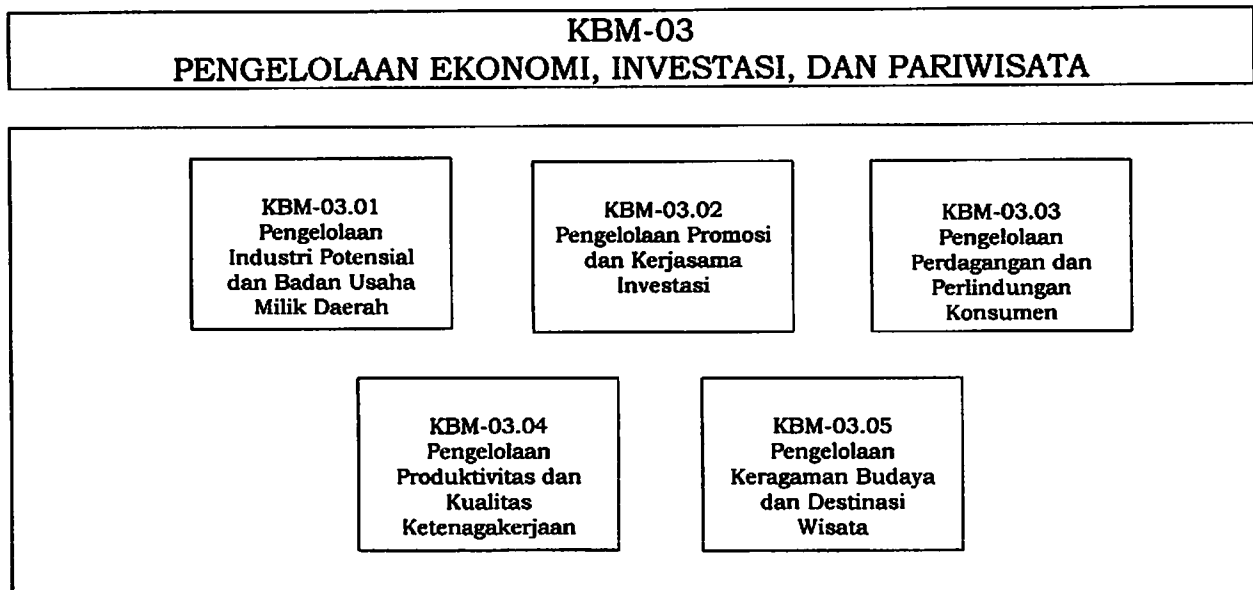 KBM-03
PENGELOLAAN EKONOMI, INVESTASI, DAN PARIWISATA
KBM-03.01
Pengelolaan
Industri Potensial
dan Badan Usaha
Milik Daerah
KBM-03.02
Pengelolaan Promosi
dan Kerjasama
Investasi
KBM-03.03
Pengelolaan
Perdagangan dan
Perlindungan
Konsumen
KBM-03.04
Pengelolaan
Produktivitas dan
Kualitas
Ketenagakerjaan
KBM-03.05
Pengelolaan
Keragaman Budaya
dan Destinasi
Wisata